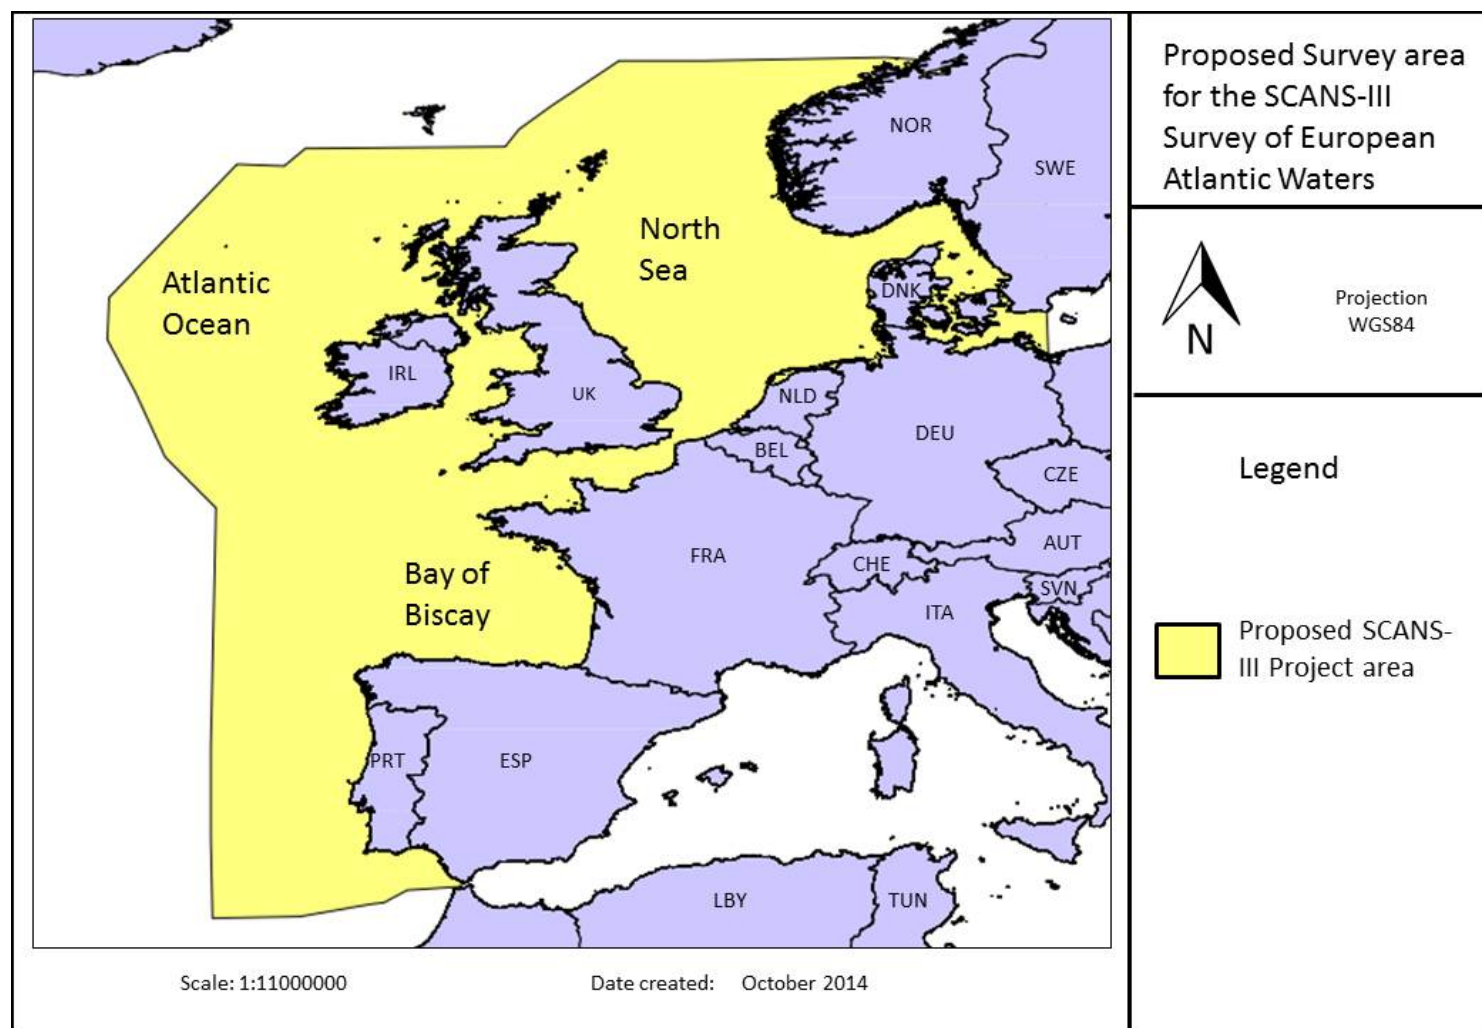 Proposed Survey area
for the SCANS-III
Survey of European
Atlantic Waters
N
Projection
WGS84
Legend
Proposed SCANS-
III Project area
NOR
SWE
North
Sea
Atlantic
Ocean
DNK
IRL
UK
NLD
DEU
BEL
CZE
FRA
AUT
CHE
SVN
ITA
Bay of
Biscay
PRT
ESP
LBY
TUN
Scale: 1:11000000
Date created: October 2014